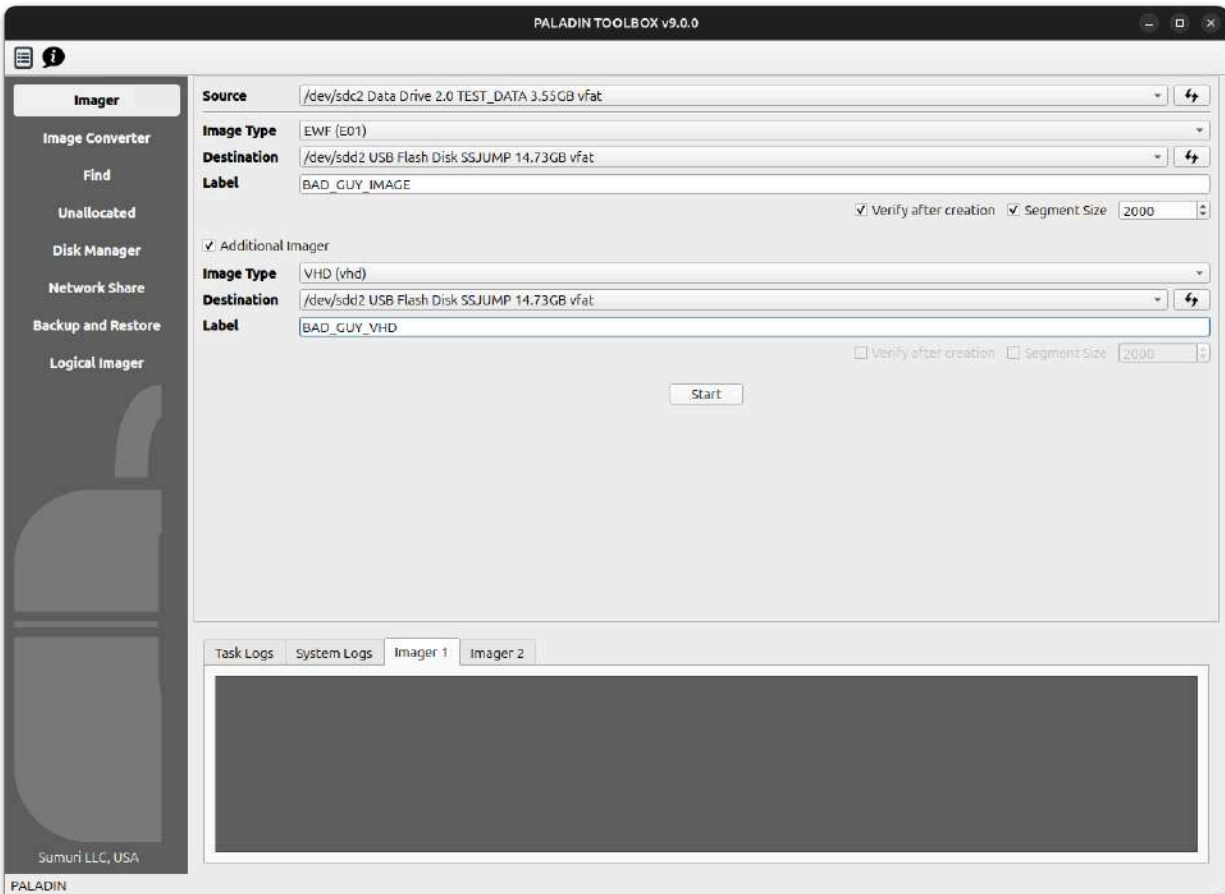 PALADIN TOOLBOX v9.0.0
Imager
Image Converter
Find
Unallocated
Disk Manager
Network Share
Backup and Restore
Logical Imager
Sumuri LLC, USA
Source /dev/sdc2 Data Drive 2.0 TEST_DATA 3.55GB vfat
Image Type EWF (E01)
Destination /dev/sdd2 USB Flash Disk SSJUMP 14.73GB vfat
Label BAD_GUY_IMAGE
Verify after creation Segment Size 2000
Additional Imager
Image Type VHD (vhd)
Destination /dev/sdd2 USB Flash Disk SSJUMP 14.73GB vfat
Label BAD_GUY_VHD
Verify after creation Segment Size 2000
Start
Task Logs System Logs Imager 1 Imager 2
PALADIN